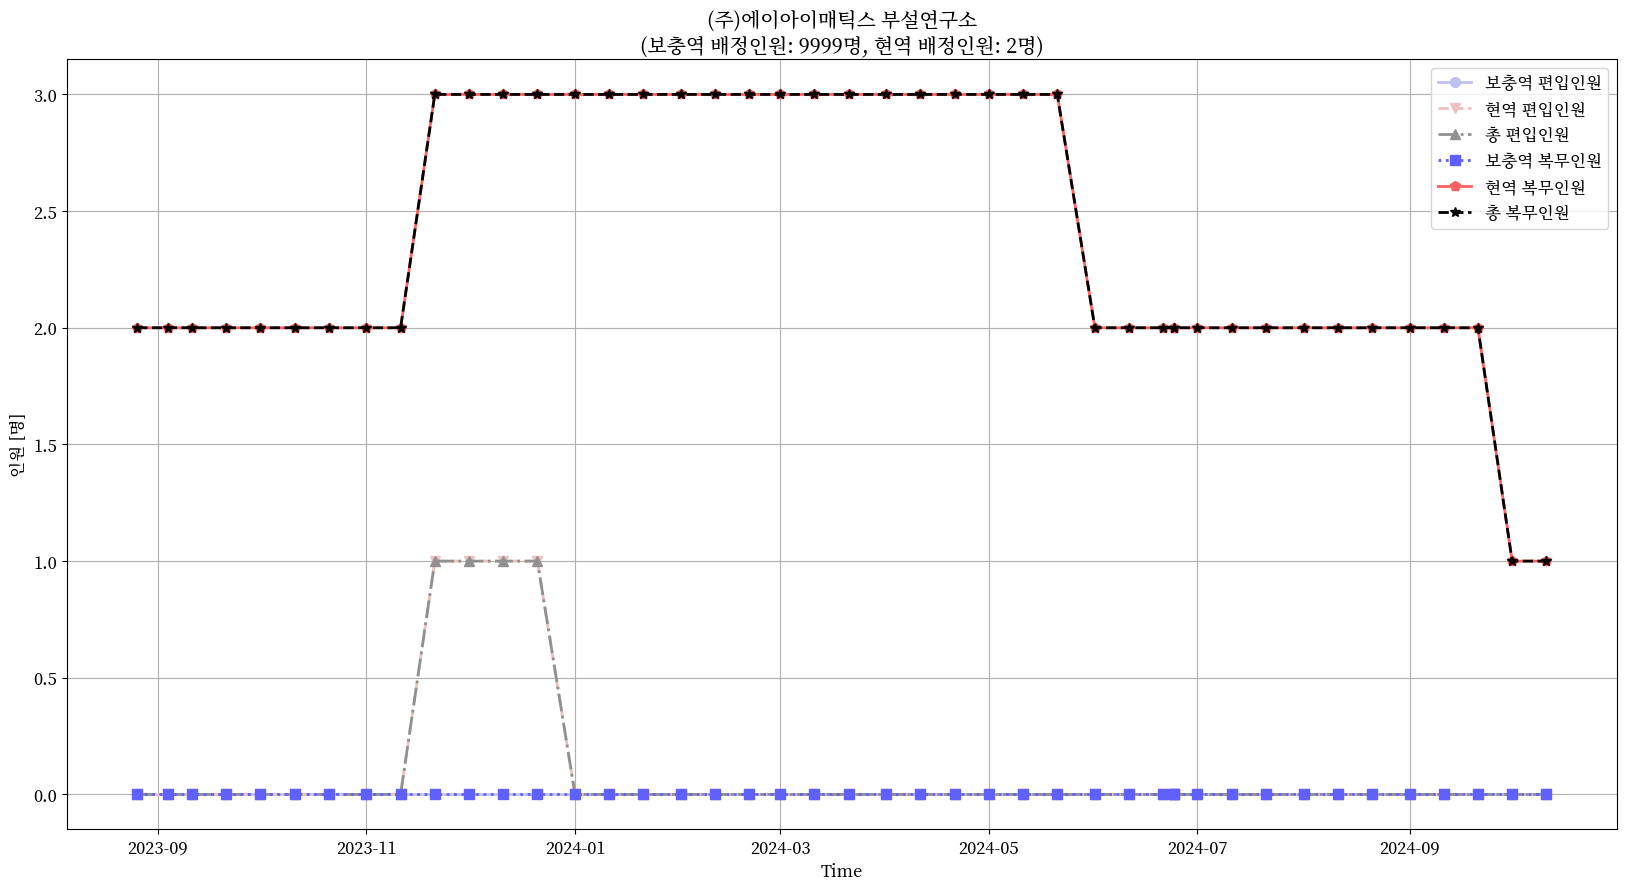 (주)에이아이매틱스 부설연구소
(보충역 배정인원: 9999명, 현역 배정인원: 2명)
보충역 편입인원
현역 편입인원
총 편입인원
보충역 복무인원
현역 복무인원
총 복무인원
인원 [명]
3.0
2.5
2.0
1.5
1.0
0.5
0.0
2023-09
2023-11
2024-01
2024-03
2024-05
2024-07
2024-09
Time